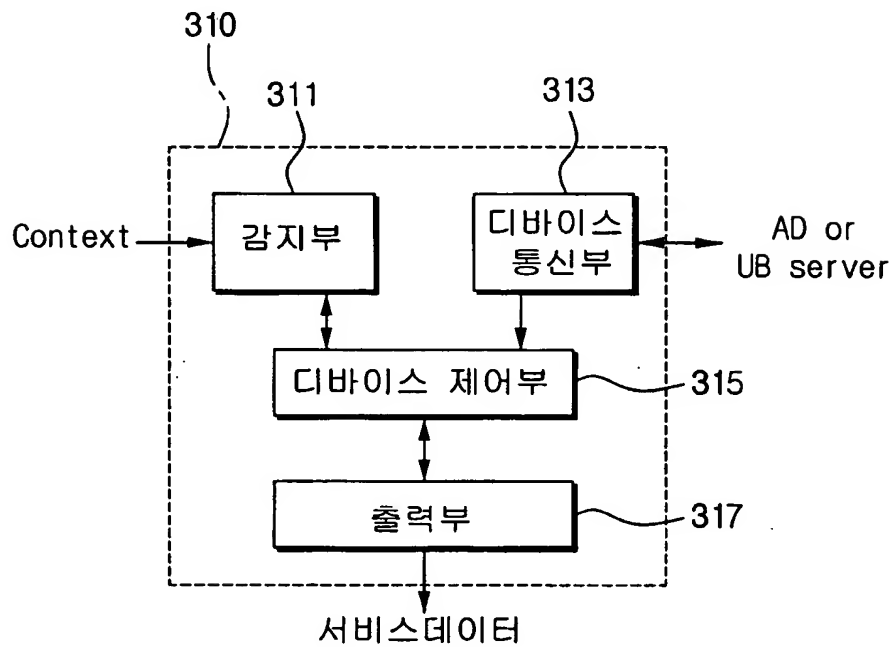 310
311
313
Context
감지부
디바이스
통신부
AD or
UB server
디바이스 제어부
315
출력부
317
서비스데이터